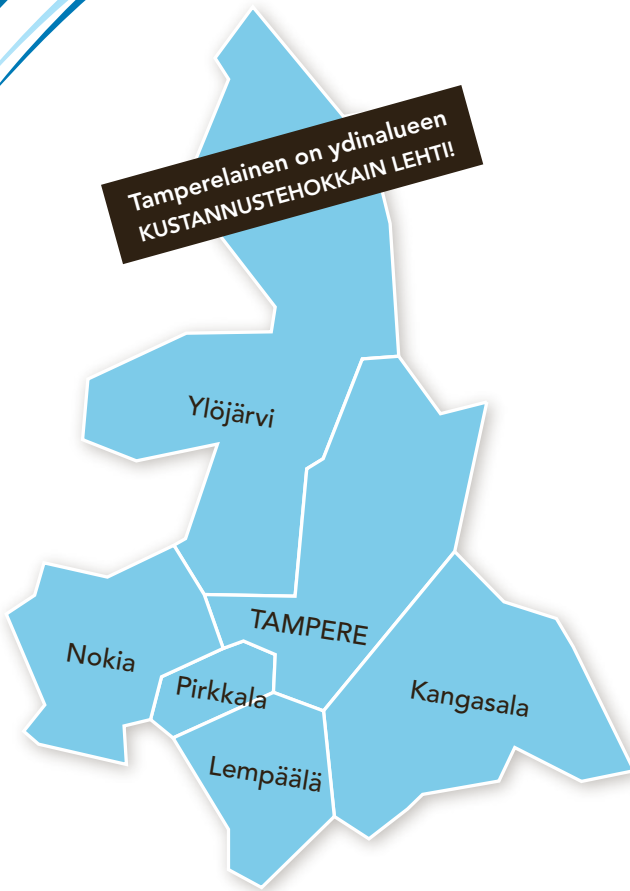 Tamperelainen on ydinalueen
KUSTANNUSTEHOKKAIN LEHTI!
Ylöjärvi
TAMPERE
Nokia
Pirkkala
Kangasala
Lempäälä